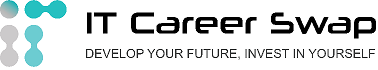 IT Career Swap
DEVELOP YOUR FUTURE, INVEST IN YOURSELF